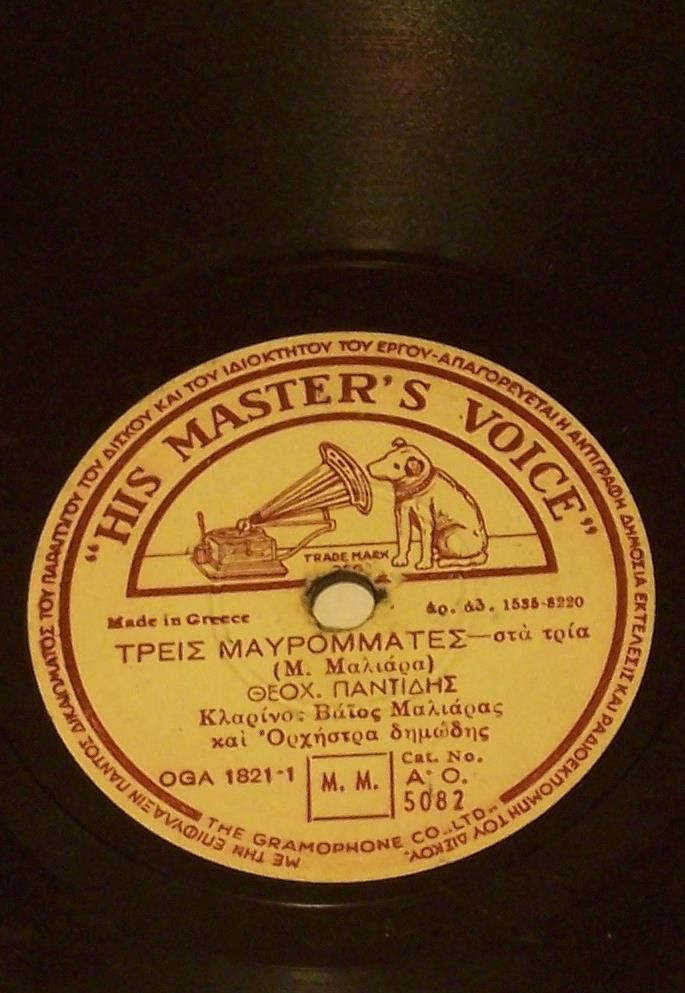 ΜΕ ΤΗΝ ΕΠΙΦΥΛΑΞΙΝ ΠΑΝΤΟΣ ΔΙΚΑΙΩΜΑΤΟΣ ΤΟΥ ΠΑΡΑΓΩΓΟΥ ΤΟΥ ΔΙΣΚΟΥ ΚΑΙ ΤΟΥ ΙΔΙΟΚΤΗΤΟΥ ΤΟΥ ΕΡΓΟΥ-ΑΠΑΓΟΡΕΥΕΤΑΙ Η ΑΝΤΙΓΡΑΦΗ ΔΗΜΟΣΙΑ ΕΚΤΕΛΕΣΙΣ ΚΑΙ ΡΑΔΙΟΕΚΠΟΜΠΗ ΤΟΥ ΔΙΣΚΟΥ.
"HIS MASTER'S VOICE"
TRADE MARK
Made in Greece
ἀρ. ἀδ. 1535-8220
ΤΡΕΙΣ ΜΑΥΡΟΜΜΑΤΕΣ—στὰ τρία
(Μ. Μαλιάρα)
ΘΕΟΧ. ΠΑΝΤΙΔΗΣ
Κλαρίνο: Βάϊος Μαλιάρας
καὶ Ὀρχήστρα δημώδης
OGA 1821-1
M. M.
Cat. No.
A. O.
5082
THE GRAMOPHONE CO., LTD.